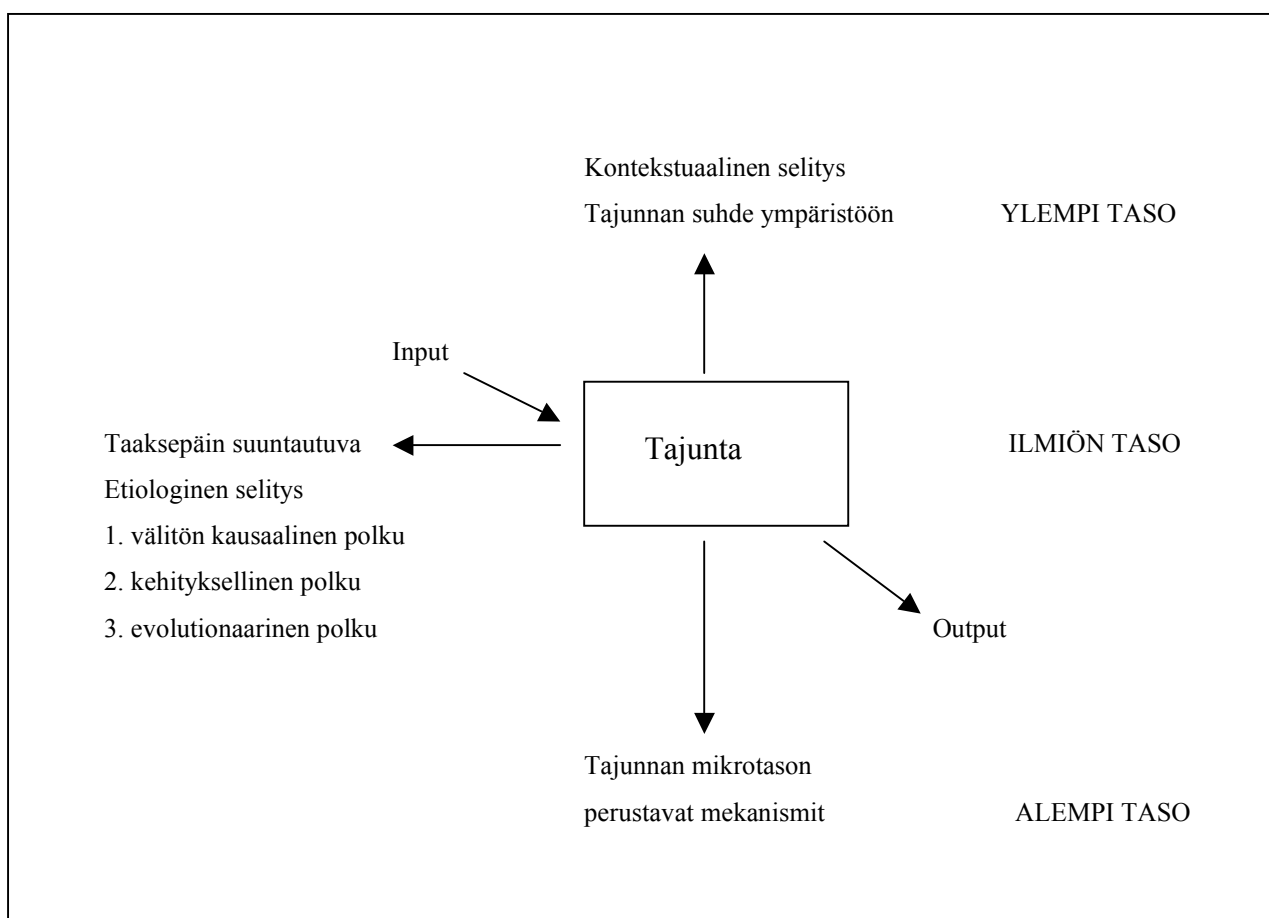 Kontekstuaalinen selitys
Tajunnan suhde ympäristöön YLEMPI TASO
Input
Taaksepäin suuntautuva Tajunta ILMIÖN TASO
Etiologinen selitys
1. välitön kausaalinen polku
2. kehityksellinen polku
3. evolutionaarinen polku Output
Tajunnan mikrotason
perustavat mekanismit ALEMPI TASO